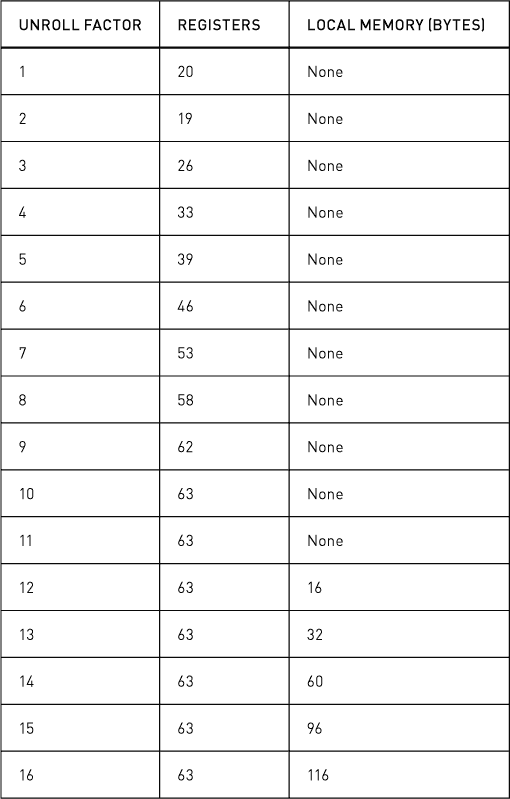 UNROLL FACTOR REGISTERS LOCAL MEMORY (BYTES)
1 20 None
2 19 None
3 26 None
4 33 None
5 39 None
6 46 None
7 53 None
8 58 None
9 62 None
10 63 None
11 63 None
12 63 16
13 63 32
14 63 60
15 63 96
16 63 116